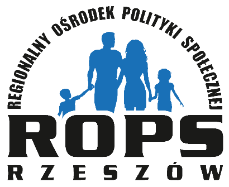 REGIONALNY OŚRODEK POLITYKI SPOŁECZNEJ
ROPS
RZESZÓW